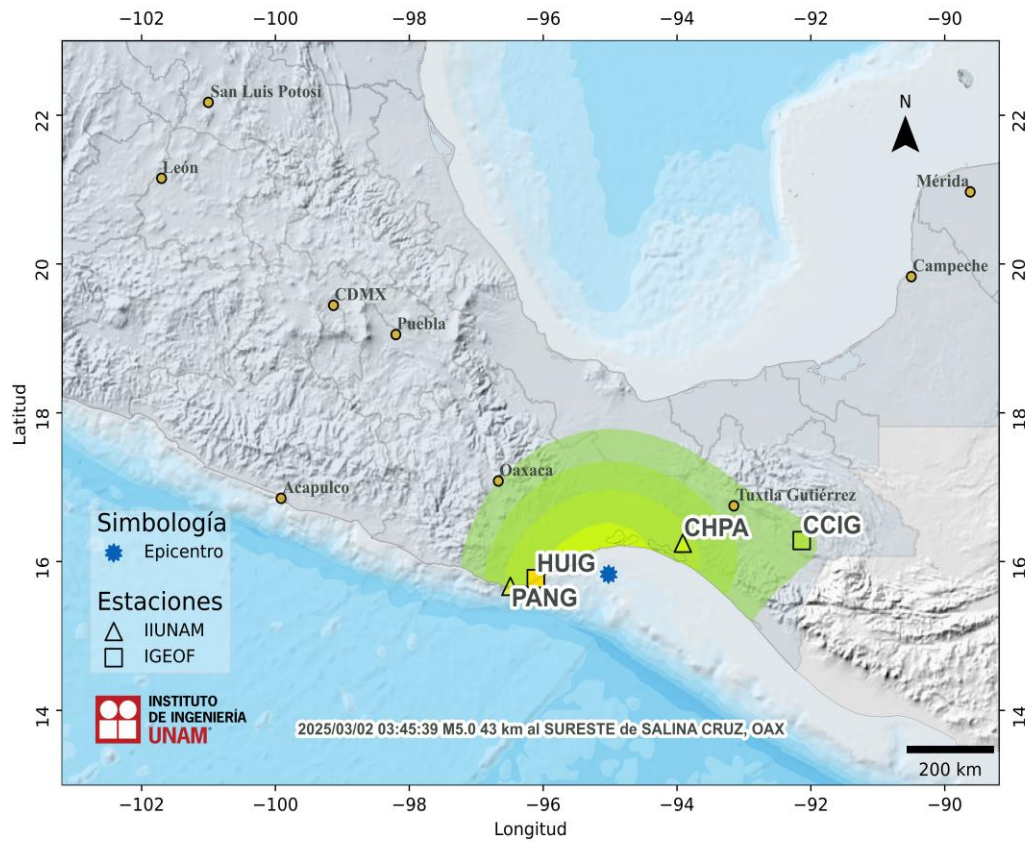 −102 −100 −98 −96 −94 −92 −90
N
San Luis Potosí
León
Mérida
Campeche
CDMX
Puebla
Oaxaca
Acapulco
Tuxtla Gutiérrez
CHPA
CCIG
HUIG
PANG
Simbología
Epicentro
Estaciones
IIUNAM
IGEOF
INSTITUTO
DE INGENIERÍA
UNAM
2025/03/02 03:45:39 M5.0 43 km al SURESTE de SALINA CRUZ, OAX
200 km
22
20
18
16
14
Latitud
22
20
18
16
14
−102 −100 −98 −96 −94 −92 −90
Longitud